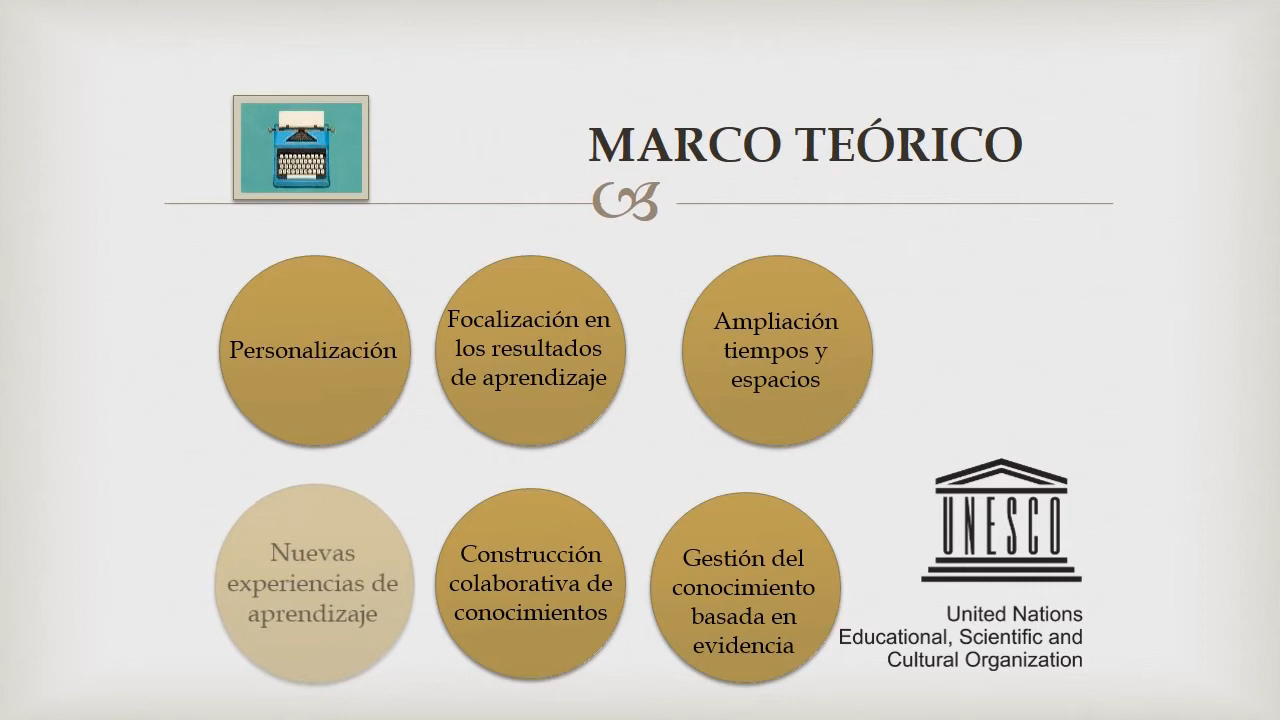 MARCO TEÓRICO
Personalización
Focalización en
los resultados
de aprendizaje
Ampliación
tiempos y
espacios
Nuevas
experiencias de
aprendizaje
Construcción
colaborativa de
conocimientos
Gestión del
conocimiento
basada en
evidencia
UNESCO
United Nations
Educational, Scientific and
Cultural Organization